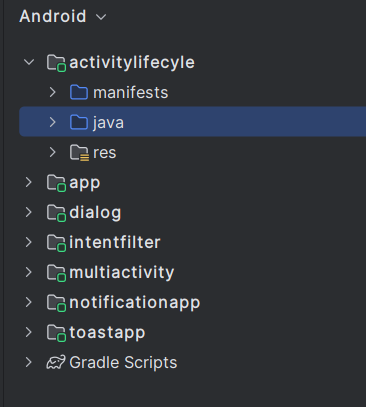 Android
activitylifecyle
manifests
java
res
app
dialog
intentfilter
multiactivity
notificationapp
toastapp
Gradle Scripts